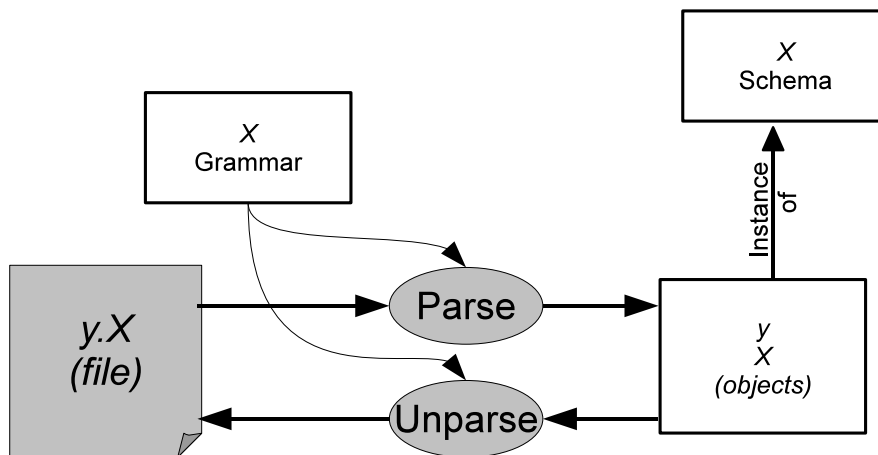 X
Schema
X
Grammar
Instance
of
y.X
(file)
Parse
y
X
(objects)
Unparse